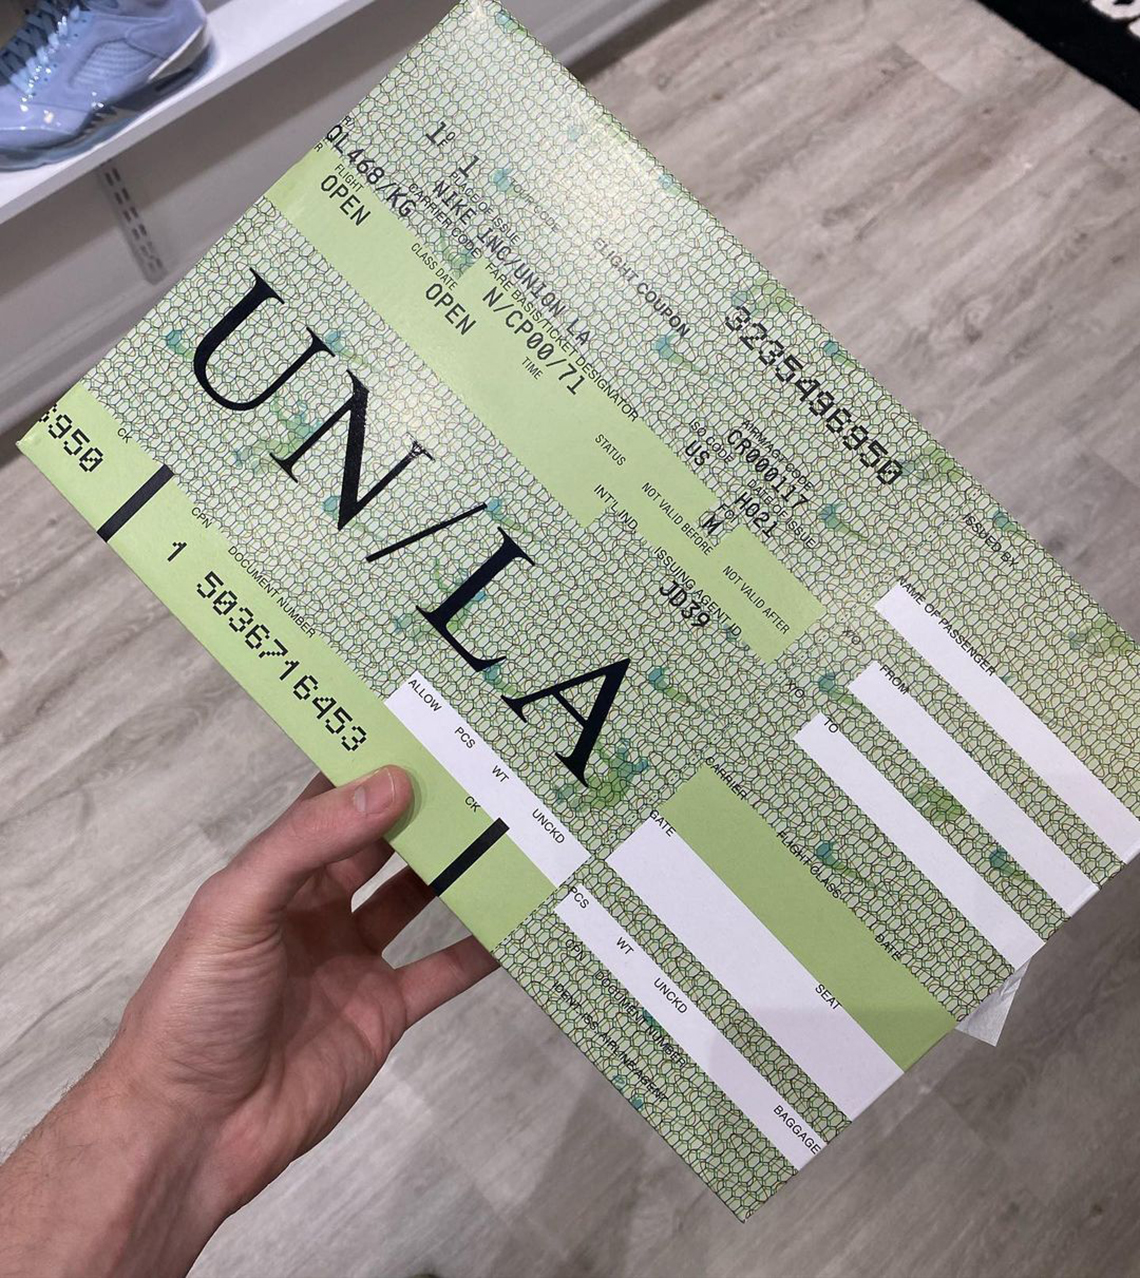 1º 1
QL468/KG
FLIGHT
OPEN
PLACE OF ISSUE
NIKE INC/UNION LA
CARRIER CODE
CLASS DATE
OPEN
FARE BASIS/TICKET DESIGNATOR
N/CP00/71
TIME
FLIGHT COUPON
3235496950
STATUS
ISO CODE
US
CR000117
H021
DATE OF ISSUE
M
NOT VALID BEFORE
NOT VALID AFTER
INT'L IND
ISSUING AGENT ID
JD39
ISSUED BY
UN/LA
6950
CK
CPN
DOCUMENT NUMBER
1 5036716453
ALLOW PCS WT UNCKD
CK
NAME OF PASSENGER
X/O
FROM
X/O
TO
CARRIER FLIGHT/CLASS DATE
GATE SEAT
PCS WT UNCKD BAGGAGE
CPN DOCUMENT NUMBER